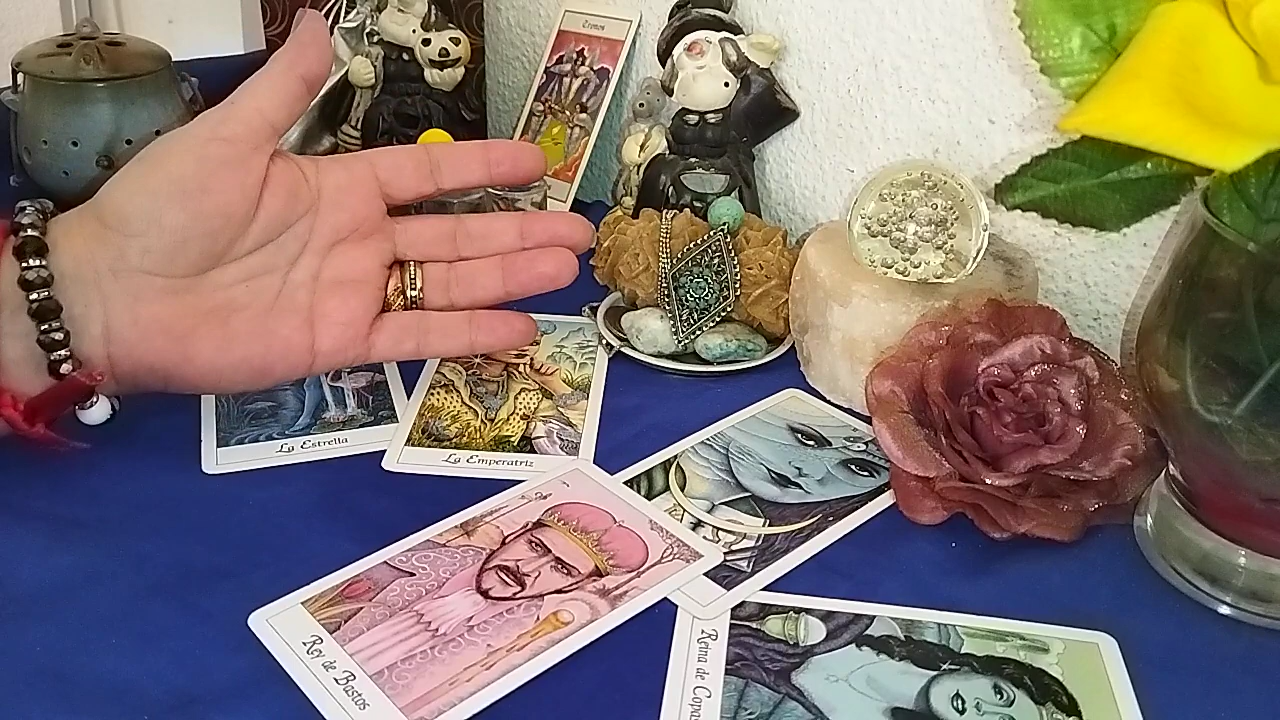 La Estrella
La Emperatriz
Rey de Bastos
Reina de Copas